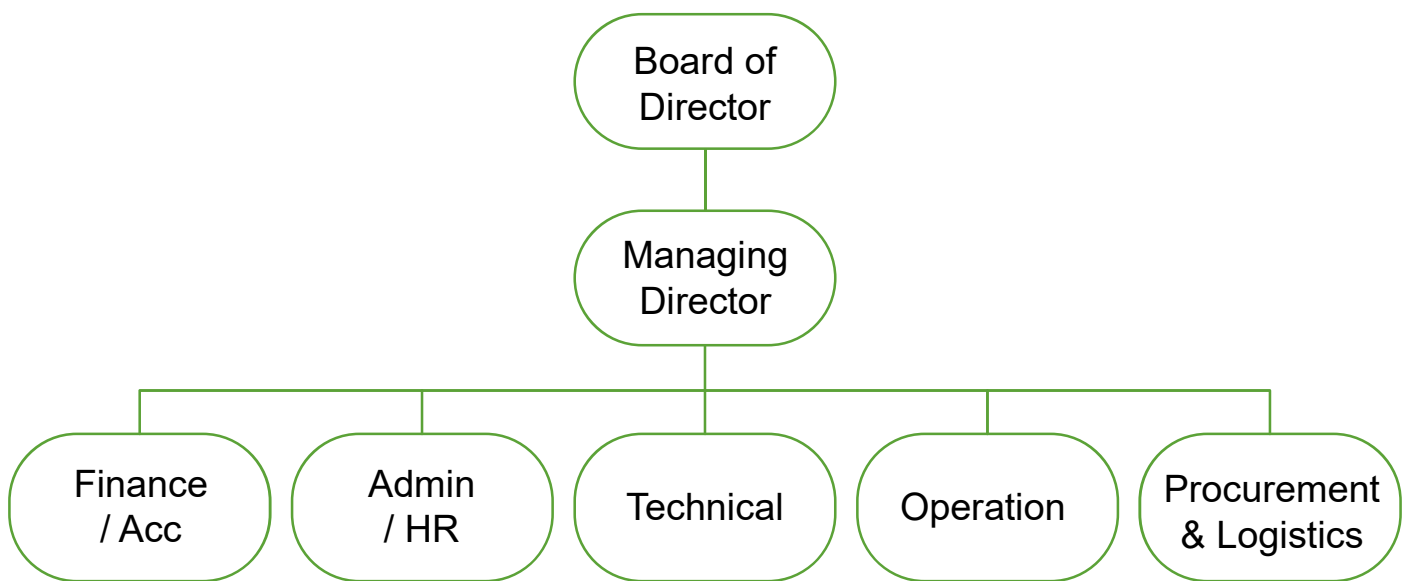 Board of
Director
Managing
Director
Finance
/ Acc
Admin
/ HR
Technical
Operation
Procurement
& Logistics